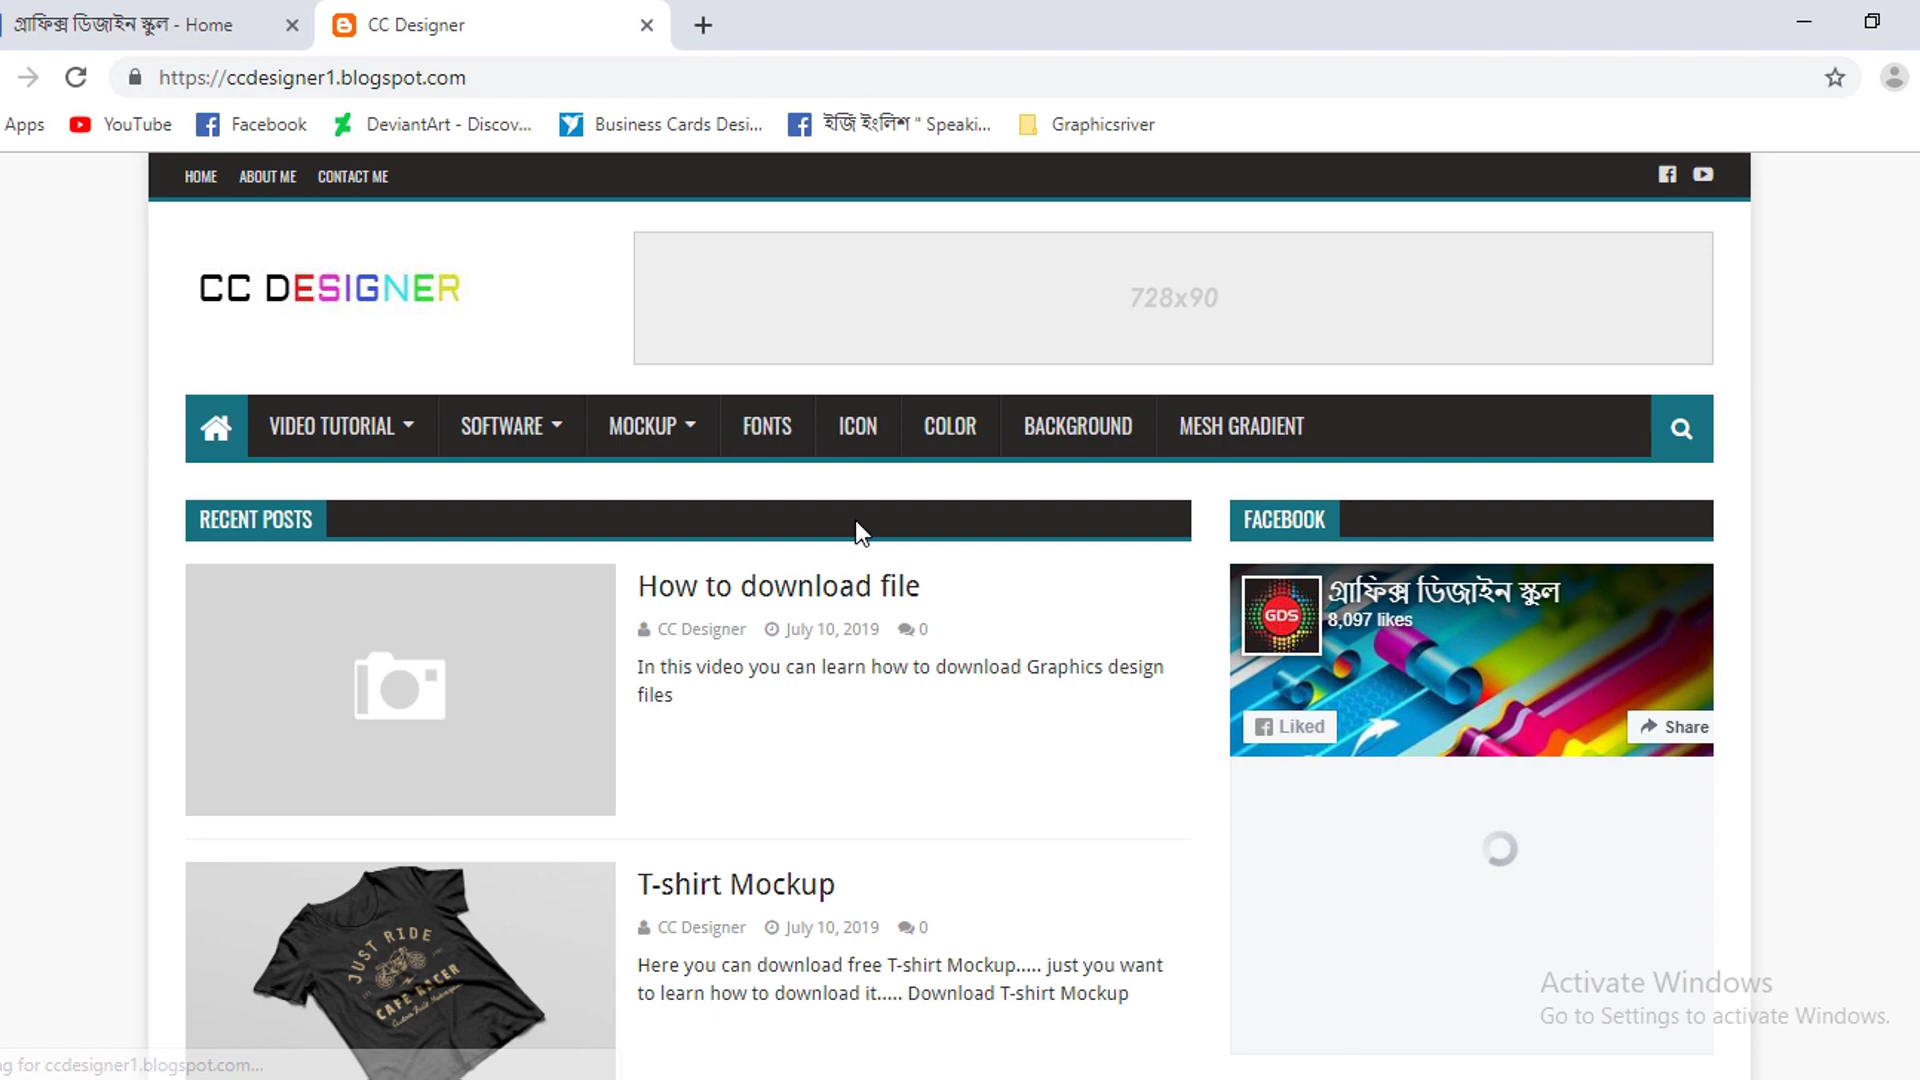 গ্রাফিক্স ডিজাইন স্কুল - Home
CC Designer
https://ccdesigner1.blogspot.com
Apps
YouTube
Facebook
DeviantArt - Discov...
Business Cards Desi...
ইজি ইংলিশ " Speaki...
Graphicsriver
HOME
ABOUT ME
CONTACT ME
CC DESIGNER
728x90
VIDEO TUTORIAL
SOFTWARE
MOCKUP
FONTS
ICON
COLOR
BACKGROUND
MESH GRADIENT
RECENT POSTS
FACEBOOK
How to download file
CC Designer July 10, 2019 0
In this video you can learn how to download Graphics design
files
GDS
গ্রাফিক্স ডিজাইন স্কুল
8,097 likes
Liked
Share
T-shirt Mockup
CC Designer July 10, 2019 0
Here you can download free T-shirt Mockup..... just you want
to learn how to download it..... Download T-shirt Mockup
JUST RIDE
CAFE RACER
Activate Windows
Go to Settings to activate Windows.
g for ccdesigner1.blogspot.com...